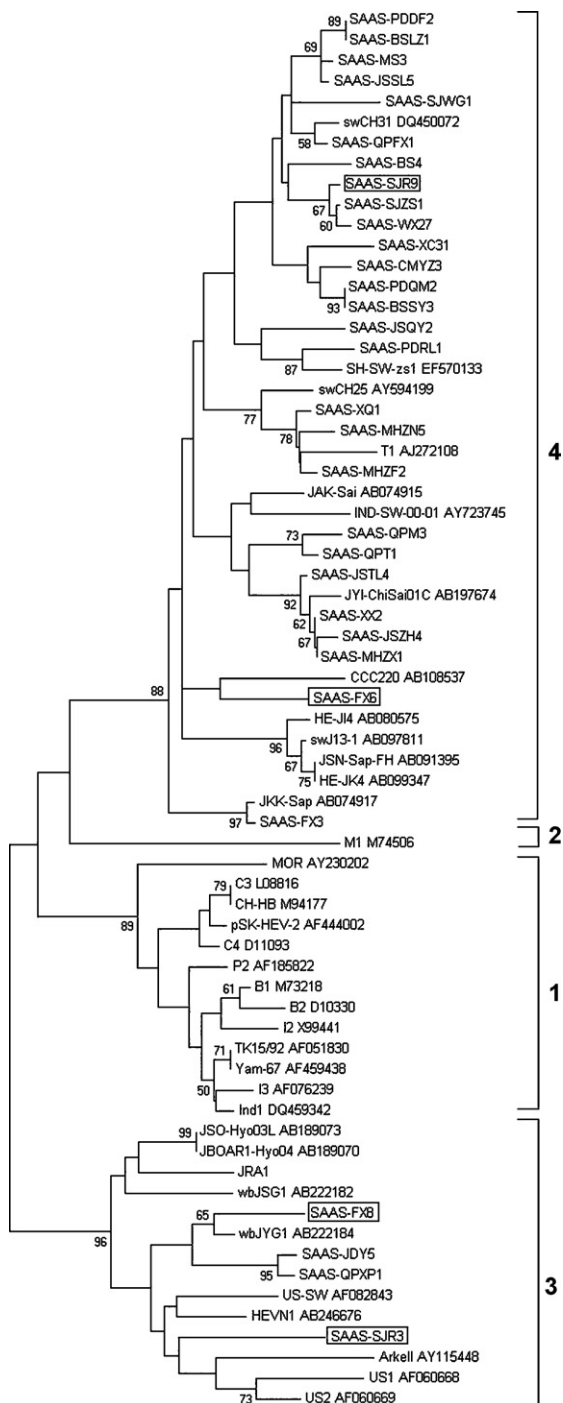 89 SAAS-PDDF2
SAAS-BSLZ1
69 SAAS-MS3
SAAS-JSSL5
SAAS-SJWG1
swCH31 DQ450072
58 SAAS-QPFX1
SAAS-BS4
SAAS-SJR9
67 SAAS-SJZS1
60 SAAS-WX27
SAAS-XC31
SAAS-CMYZ3
SAAS-PDQM2
93 SAAS-BSSY3
SAAS-JSQY2
SAAS-PDRL1
87 SH-SW-zs1 EF570133
swCH25 AY594199
77 SAAS-XQ1
78 SAAS-MHZN5
4
T1 AJ272108
SAAS-MHZF2
JAK-Sai AB074915
IND-SW-00-01 AY723745
73 SAAS-QPM3
SAAS-QPT1
SAAS-JSTL4
92 JYI-ChiSai01C AB197674
62 SAAS-XX2
67 SAAS-JSZH4
SAAS-MHZX1
88 CCC220 AB108537
SAAS-FX6
HE-JI4 AB080575
96 swJ13-1 AB097811
67 JSN-Sap-FH AB091395
75 HE-JK4 AB099347
JKK-Sap AB074917
97 SAAS-FX3
M1 M74506
2
MOR AY230202
79 C3 L08816
CH-HB M94177
89 pSK-HEV-2 AF444002
C4 D11093
P2 AF185822
61 B1 M73218
1
B2 D10330
I2 X99441
71 TK15/92 AF051830
Yam-67 AF459438
50 I3 AF076239
Ind1 DQ459342
99 JSO-Hyo03L AB189073
JBOAR1-Hyo04 AB189070
JRA1
wbJSG1 AB222182
65 SAAS-FX8
96 wbJYG1 AB222184
SAAS-JDY5
95 SAAS-QPXP1
3
US-SW AF082843
HEVN1 AB246676
SAAS-SJR3
Arkell AY115448
US1 AF060668
73 US2 AF060669